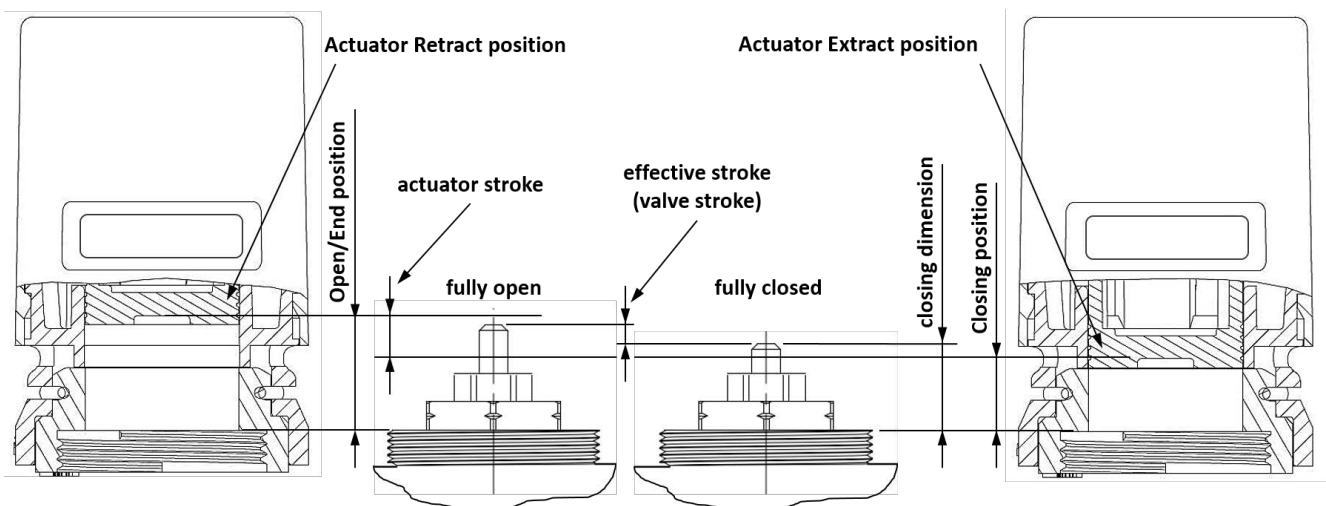 Actuator Retract position
Actuator Extract position
Open/End position
actuator stroke
effective stroke
(valve stroke)
closing dimension
Closing position
fully open
fully closed